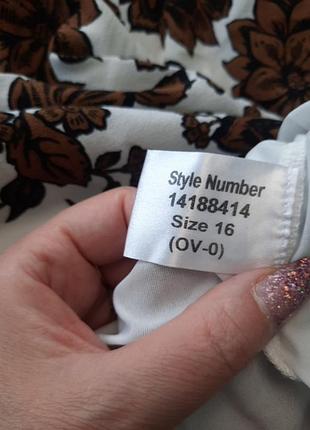 Style Number
14188414
Size 16
(OV-0)